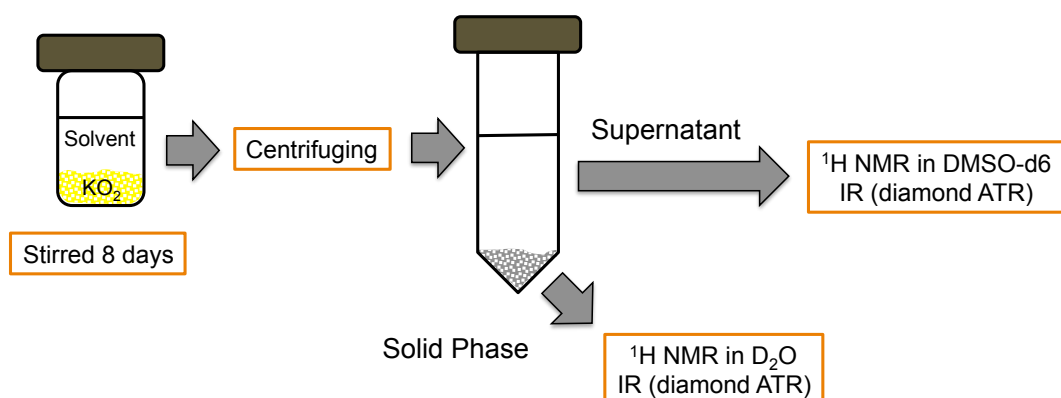 Solvent
KO₂
Stirred 8 days
Centrifuging
Supernatant
¹H NMR in DMSO-d6
IR (diamond ATR)
Solid Phase
¹H NMR in D₂O
IR (diamond ATR)